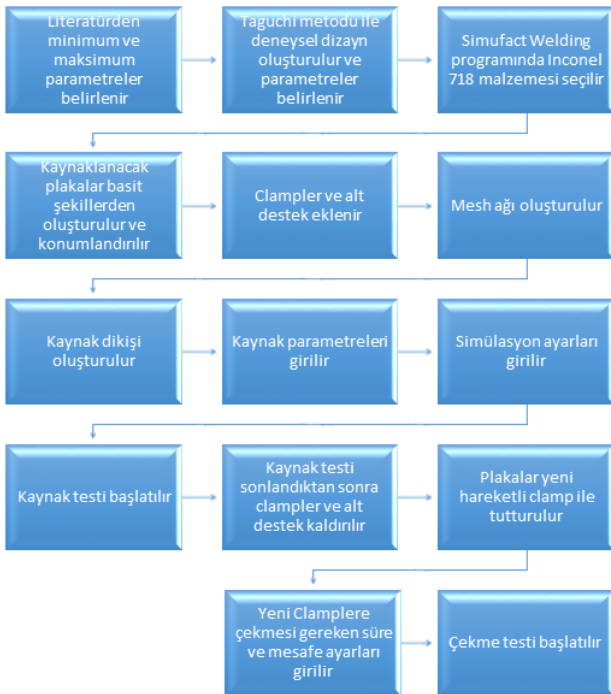 Literatürden
minimum ve
maksimum
parametreler
belirlenir
Taguchi metodu ile
deneysel dizayn
oluşturulur ve
parametreler
belirlenir
Simufact Welding
programında Inconel
718 malzemesi seçilir
Kaynaklanacak
plakalar basit
şekillerden
oluşturulur ve
konumlandırılır
Clampler ve alt
destek eklenir
Mesh ağı oluşturulur
Kaynak dikişi
oluşturulur
Kaynak parametreleri
girilir
Simülasyon ayarları
girilir
Kaynak testi başlatılır
Kaynak testi
sonlandıktan sonra
clampler ve alt
destek kaldırılır
Plakalar yeni
hareketli clamp ile
tutturulur
Yeni Clamplere
çekmesi gereken süre
ve mesafe ayarları
girilir
Çekme testi başlatılır